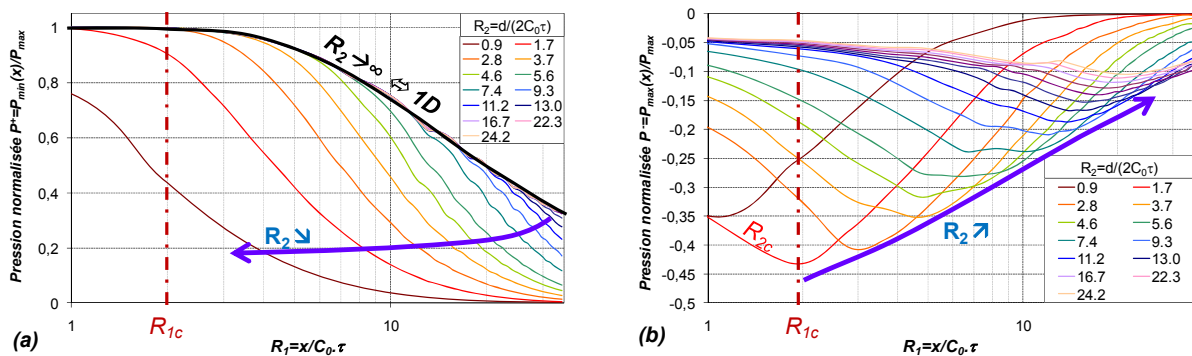 R2=d/(2C0τ)
0.9 1.7
2.8 3.7
4.6 5.6
7.4 9.3
11.2 13.0
16.7 22.3
24.2
R2→∞ ⇔ 1D
R2 ↘
Pression normalisée P+=Pmin(x)/Pmax
1
0,8
0,6
0,4
0,2
0
1
10
R1c
R1=x/C0.τ
(a)
R2c
R2 ↗
Pression normalisée P-=Pmax(x)/Pmax
0
-0,05
-0,1
-0,15
-0,2
-0,25
-0,3
-0,35
-0,4
-0,45
-0,5
R2=d/(2C0τ)
0.9 1.7
2.8 3.7
4.6 5.6
7.4 9.3
11.2 13.0
16.7 22.3
24.2
1
10
R1c
R1=x/C0.τ
(b)